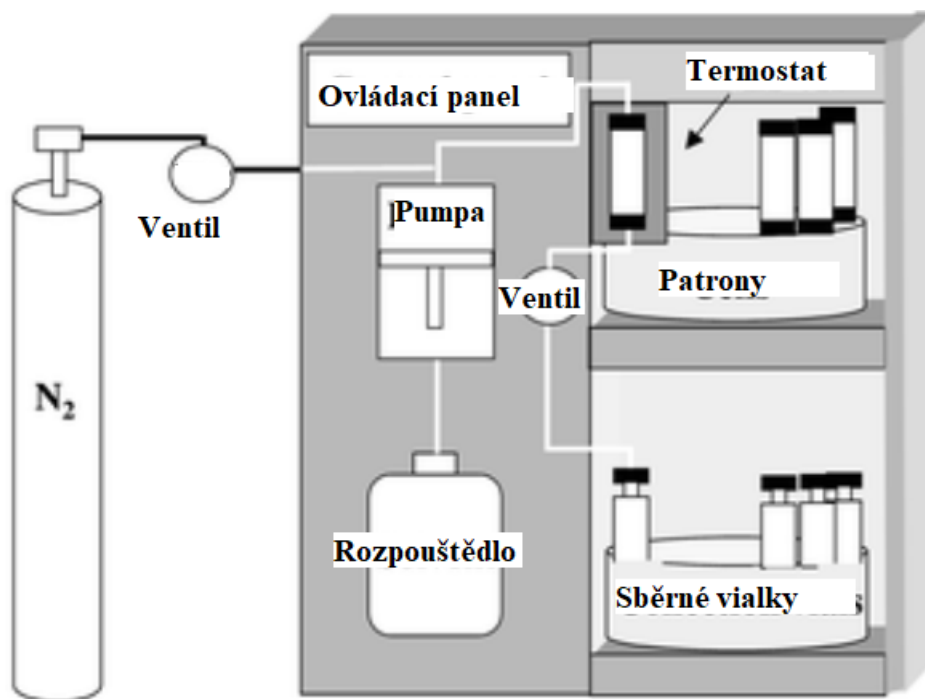 Ovládací panel
Termostat
Ventil
Pumpa
Ventil
Patrony
N₂
Rozpouštědlo
Sběrné vialky